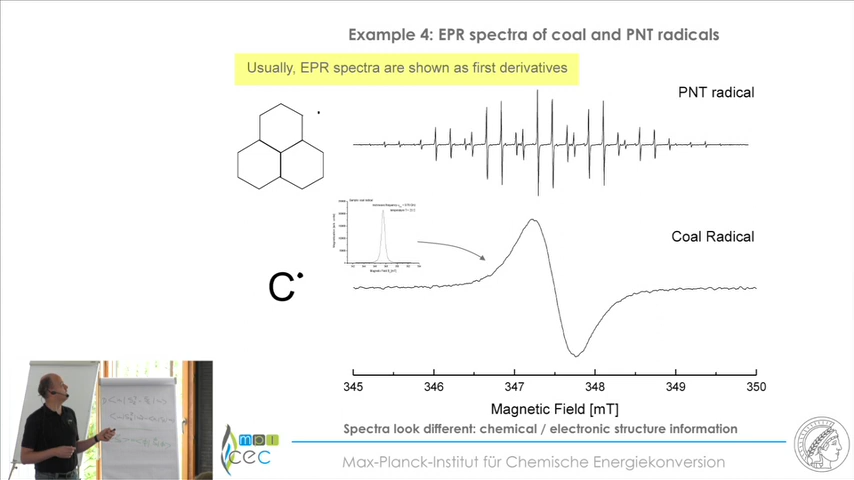 Example 4: EPR spectra of coal and PNT radicals
Usually, EPR spectra are shown as first derivatives
PNT radical
Coal Radical
C•
345 346 347 348 349 350
Magnetic Field [mT]
Spectra look different: chemical / electronic structure information
mpi
cec
Max-Planck-Institut für Chemische Energiekonversion